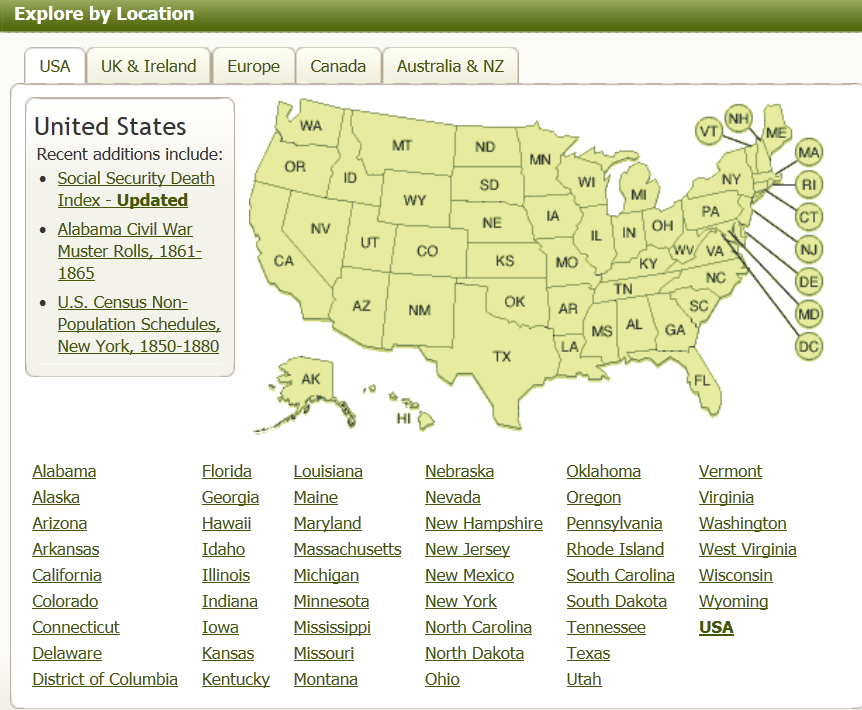 Explore by Location
USA
UK & Ireland
Europe
Canada
Australia & NZ
United States
Recent additions include:
Social Security Death
Index - Updated
Alabama Civil War
Muster Rolls, 1861-
1865
U.S. Census Non-
Population Schedules,
New York, 1850-1880
WA
OR
CA
ID
NV
MT
WY
UT
AZ
CO
NM
ND
SD
NE
KS
OK
TX
MN
IA
MO
AR
LA
WI
IL
MS
MI
IN
KY
TN
AL
OH
WV
GA
FL
SC
NC
VA
PA
NY
VT
NH
ME
MA
RI
CT
NJ
DE
MD
DC
AK
HI
Alabama
Alaska
Arizona
Arkansas
California
Colorado
Connecticut
Delaware
District of Columbia
Florida
Georgia
Hawaii
Idaho
Illinois
Indiana
Iowa
Kansas
Kentucky
Louisiana
Maine
Maryland
Massachusetts
Michigan
Minnesota
Mississippi
Missouri
Montana
Nebraska
Nevada
New Hampshire
New Jersey
New Mexico
New York
North Carolina
North Dakota
Ohio
Oklahoma
Oregon
Pennsylvania
Rhode Island
South Carolina
South Dakota
Tennessee
Texas
Utah
Vermont
Virginia
Washington
West Virginia
Wisconsin
Wyoming
USA